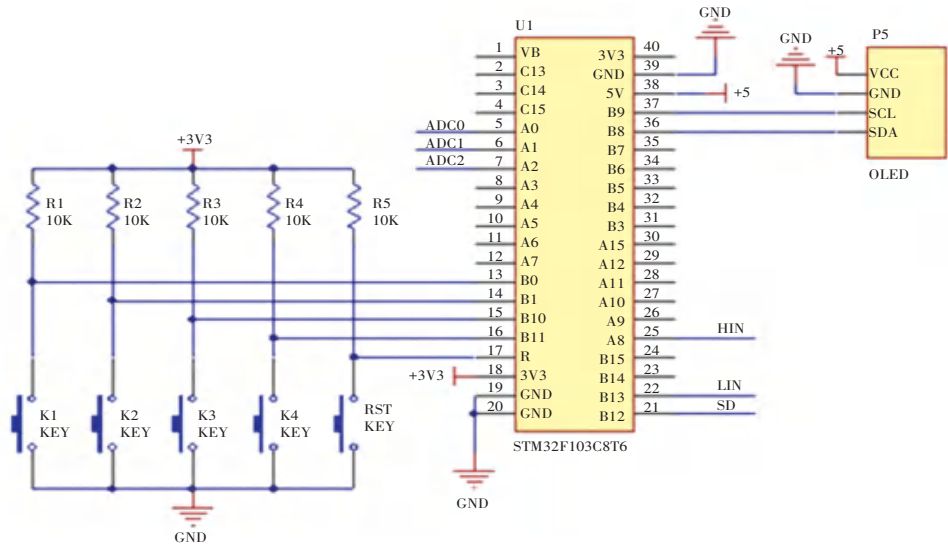 U1
1 VB
2 C13
3 C14
4 C15
ADC0 5 A0
ADC1 6 A1
ADC2 7 A2
8 A3
9 A4
10 A5
11 A6
12 A7
13 B0
14 B1
15 B10
16 B11
17 R
+3V3 18 3V3
19 GND
20 GND
3V3 40
GND 39
5V 38 +5
B9 37
B8 36
B7 35
B6 34
B5 33
B4 32
B3 31
A15 30
A12 29
A11 28
A10 27
A9 26
A8 25 HIN
B15 24
B14 23
B13 22 LIN
B12 21 SD
STM32F103C8T6
GND
GND
GND
+5
P5
VCC
GND
SCL
SDA
OLED
+3V3
R1
10K
R2
10K
R3
10K
R4
10K
R5
10K
K1
KEY
K2
KEY
K3
KEY
K4
KEY
RST
KEY
GND